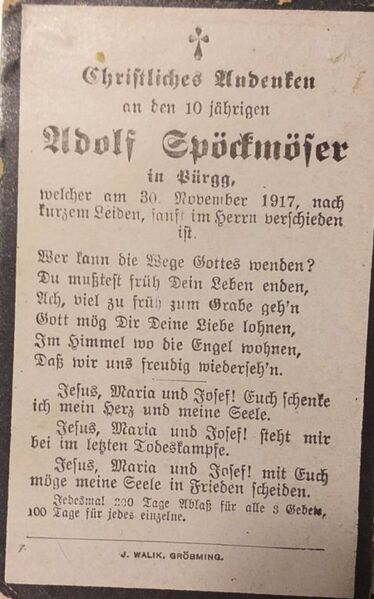 Christliches Andenken
an den 10 jährigen
Adolf Spöckmöser
in Pürgg,
welcher am 30. November 1917, nach
kurzem Leiden, sanft im Herrn verschieden
ist.
Wer kann die Wege Gottes wenden?
Du mußtest früh Dein Leben enden,
Ach, viel zu früh zum Grabe geh'n
Gott mög Dir Deine Liebe lohnen,
Im Himmel wo die Engel wohnen,
Daß wir uns freudig wiederseh'n.
Jesus, Maria und Josef! Euch schenke
ich mein Herz und meine Seele.
Jesus, Maria und Josef! steht mir
bei im letzten Todeskampfe.
Jesus, Maria und Josef! mit Euch
möge meine Seele in Frieden scheiden.
Jedesmal 300 Tage Ablaß für alle 3 Gebete,
100 Tage für jedes einzelne.
7.
J. WALIK, GRÖBMING.